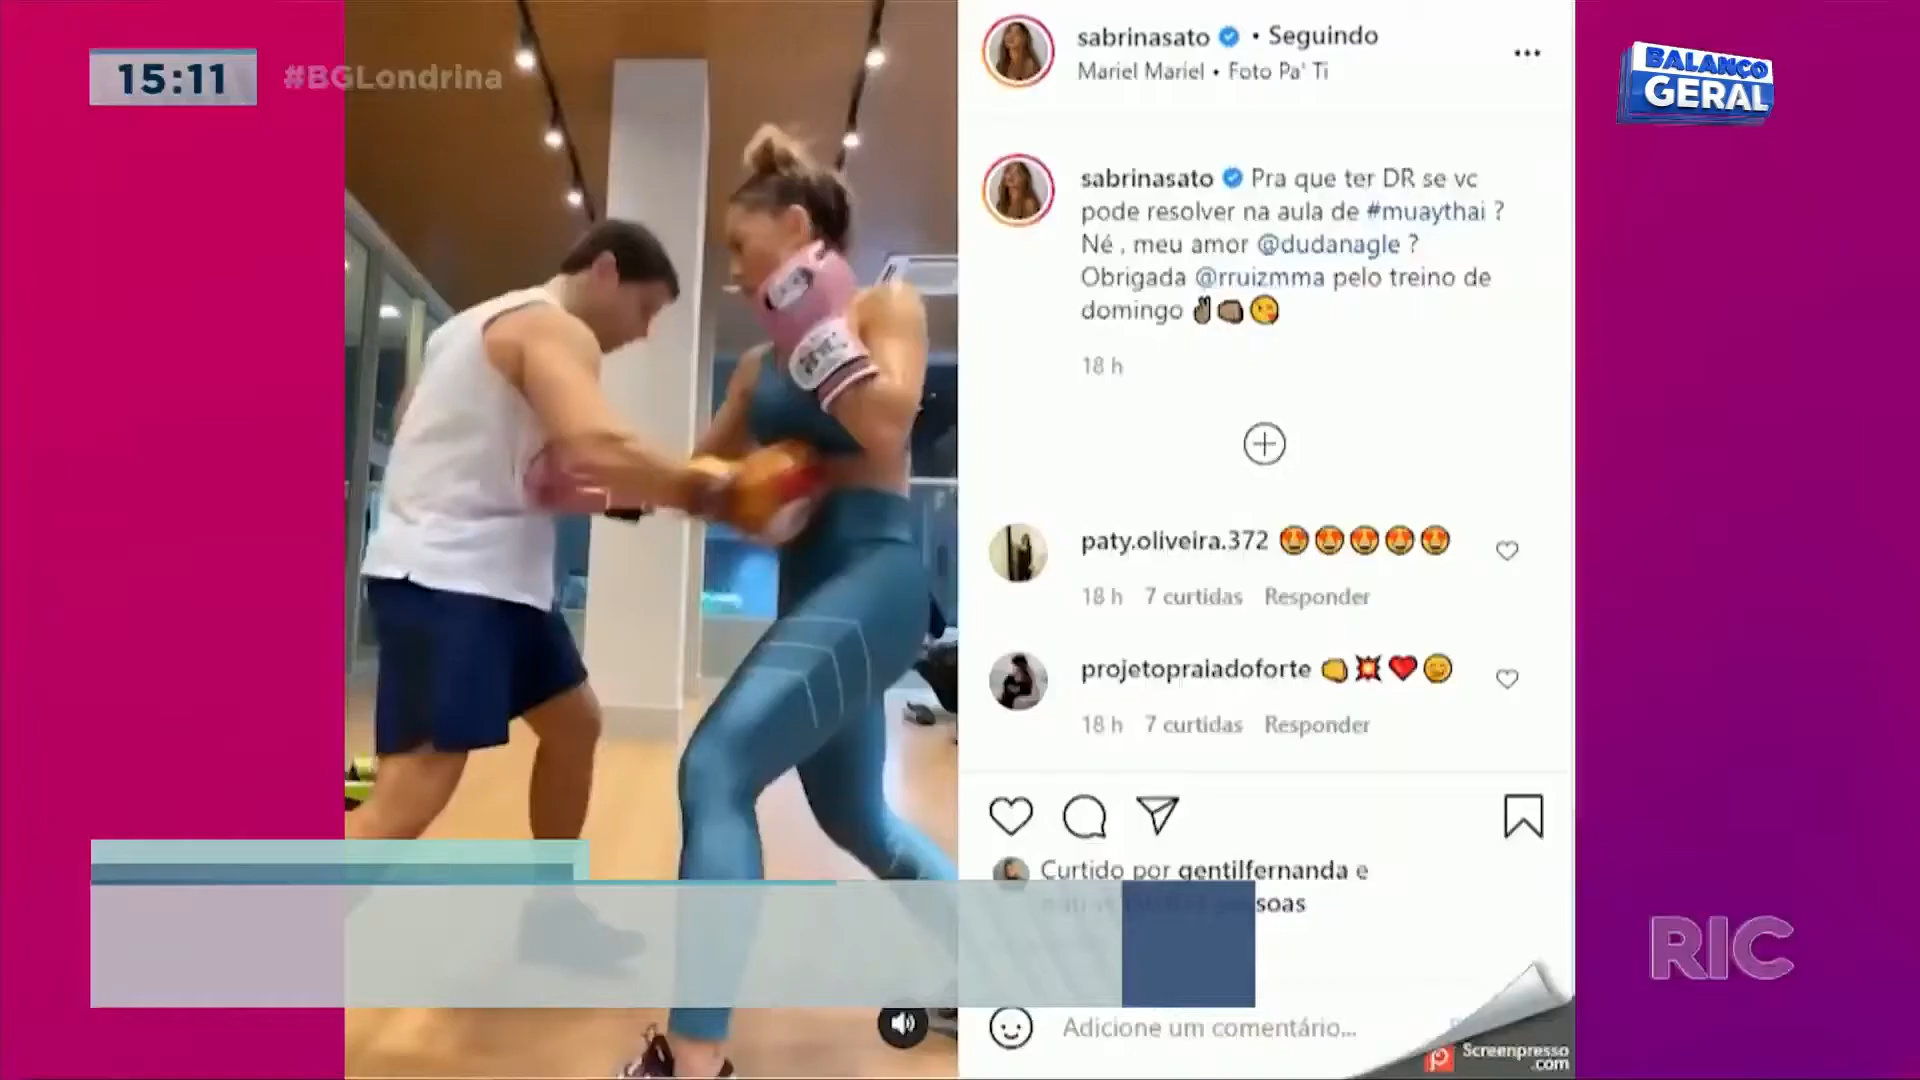 15:11
#BGLondrina
sabrinasato • Seguindo
Mariel Mariel • Foto Pa' Ti
BALANÇO
GERAL
sabrinasato Pra que ter DR se vc
pode resolver na aula de #muaythai ?
Né , meu amor @dudanagle ?
Obrigada @rruizmma pelo treino de
domingo ✌🏽👊🏽😘
18 h
paty.oliveira.372 😍😍😍😍😍
18 h 7 curtidas Responder
projetopraiadoforte 👊💥❤️😊
18 h 7 curtidas Responder
Curtido por gentilfernanda e
soas
RIC
Adicione um comentário...
Screenpresso
.com